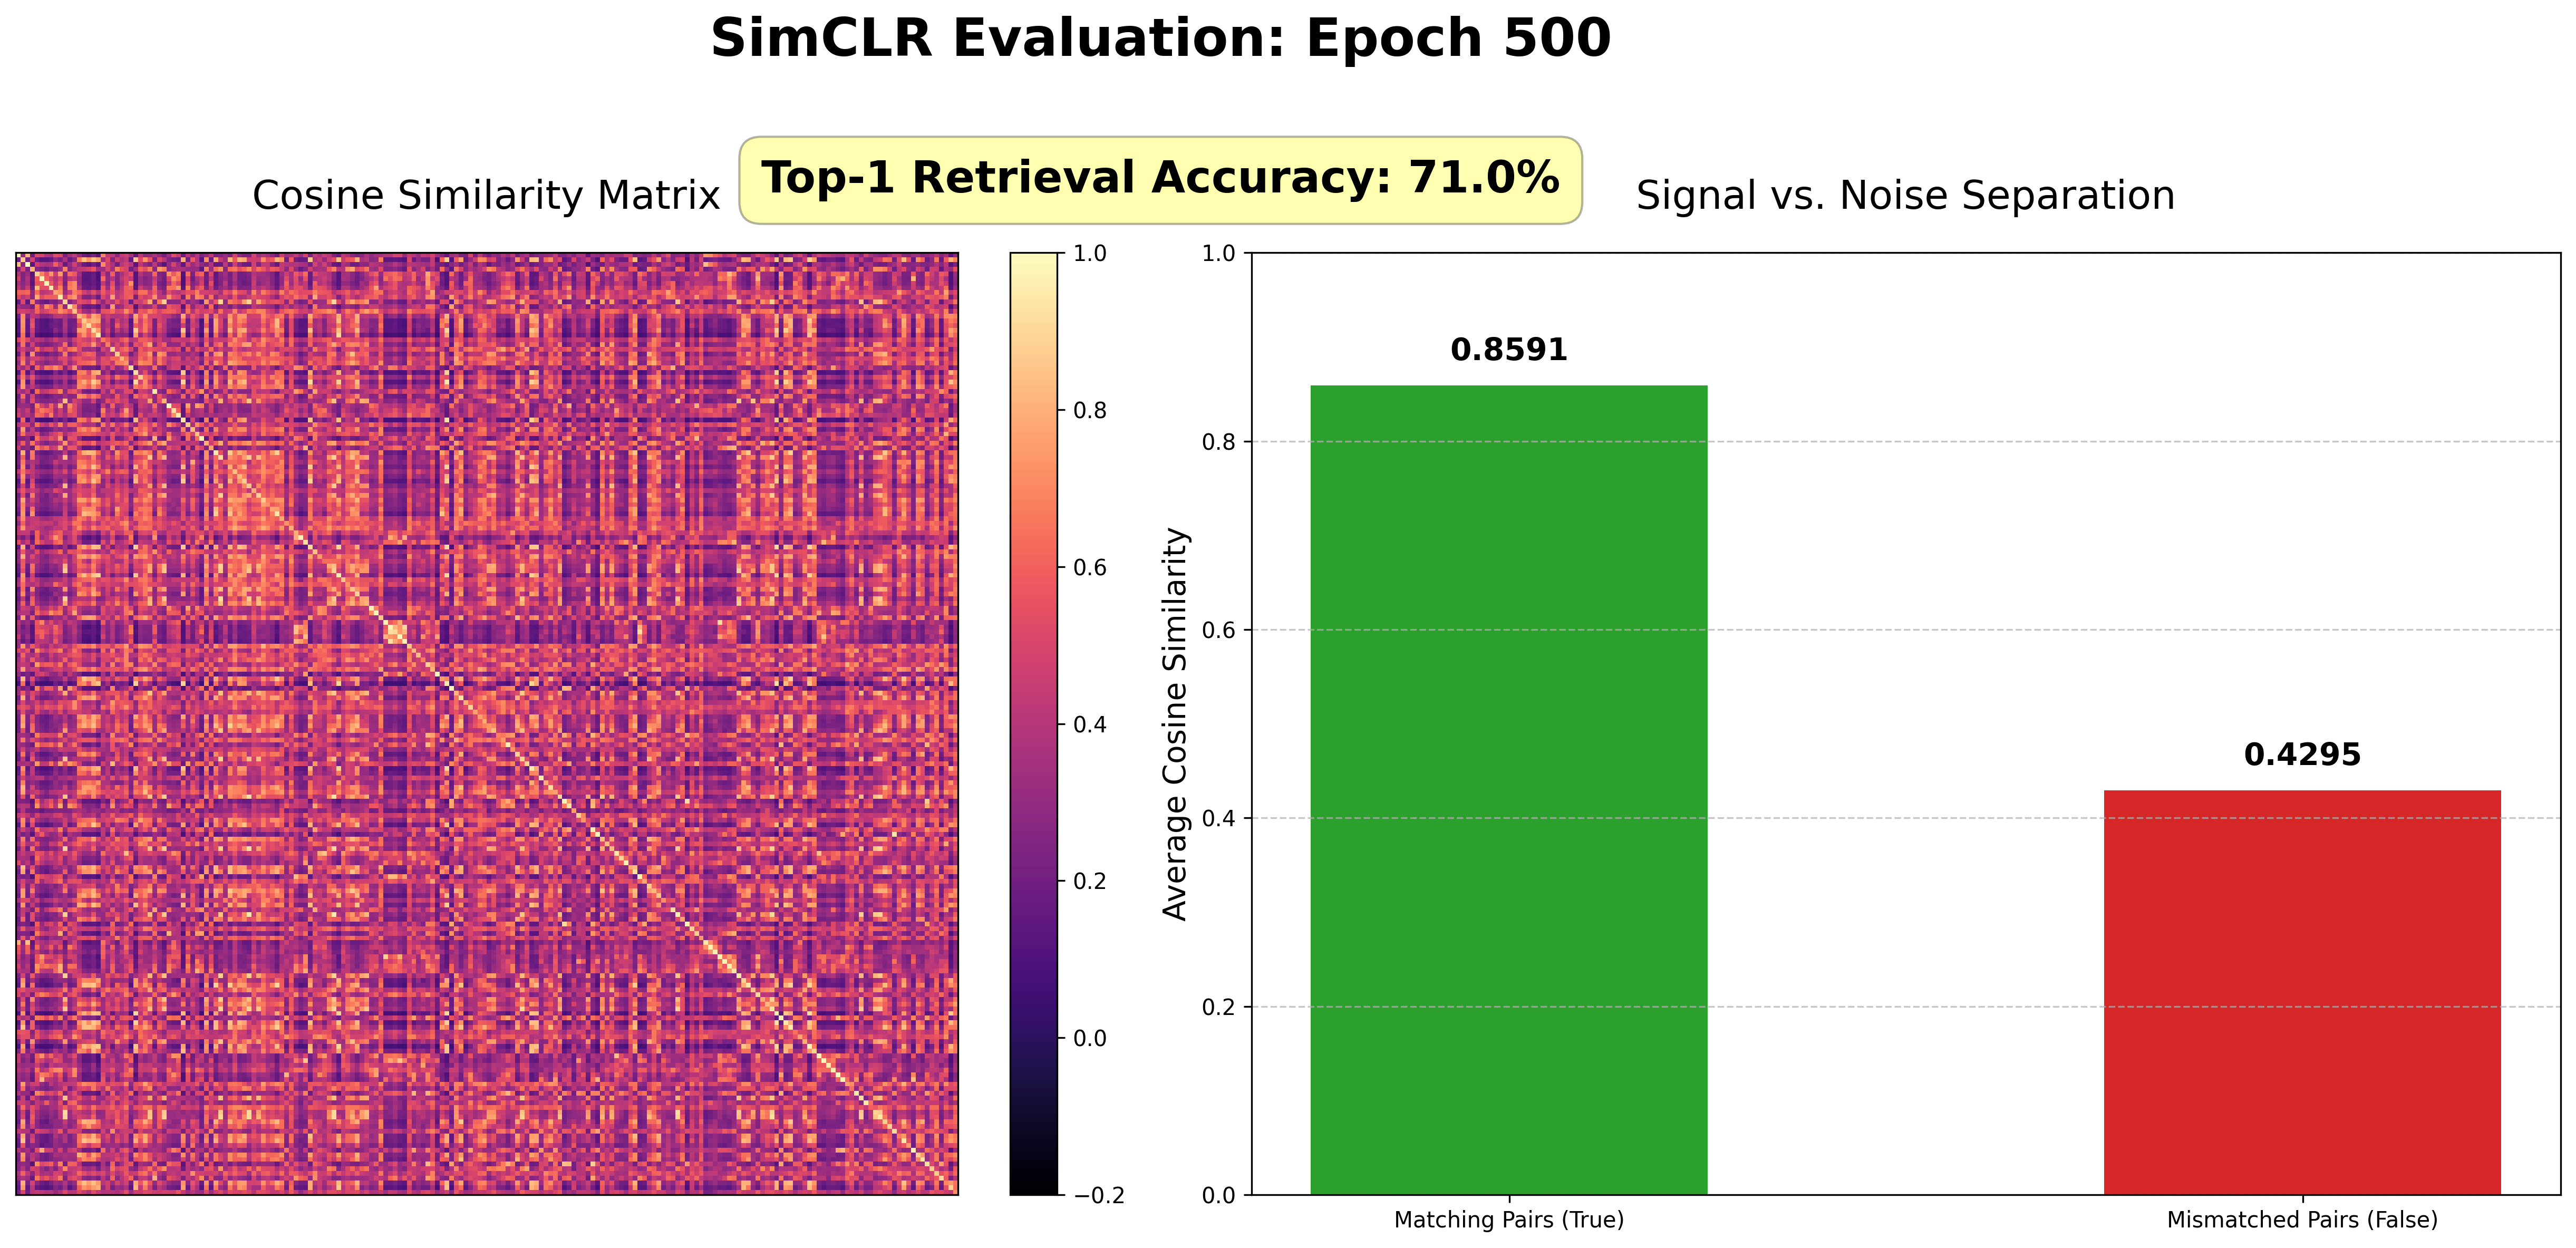 SimCLR Evaluation: Epoch 500
Top-1 Retrieval Accuracy: 71.0%
Cosine Similarity Matrix
1.0
0.8
0.6
0.4
0.2
0.0
−0.2
Signal vs. Noise Separation
Average Cosine Similarity
1.0
0.8
0.6
0.4
0.2
0.0
0.8591
0.4295
Matching Pairs (True)
Mismatched Pairs (False)